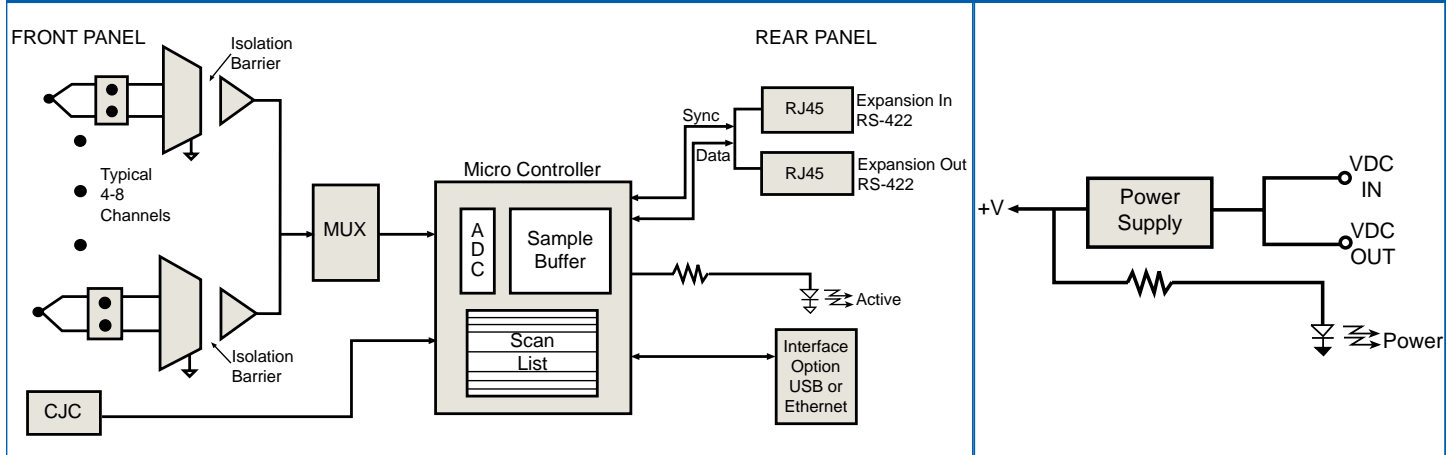 FRONT PANEL
Isolation
Barrier
REAR PANEL
RJ45
Expansion In
RS-422
Sync
Data
RJ45
Expansion Out
RS-422
Typical
4-8
Channels
MUX
Micro Controller
A
D
C
Sample
Buffer
Active
Scan
List
Isolation
Barrier
Interface
Option
USB or
Ethernet
CJC
+V
Power
Supply
VDC
IN
VDC
OUT
Power